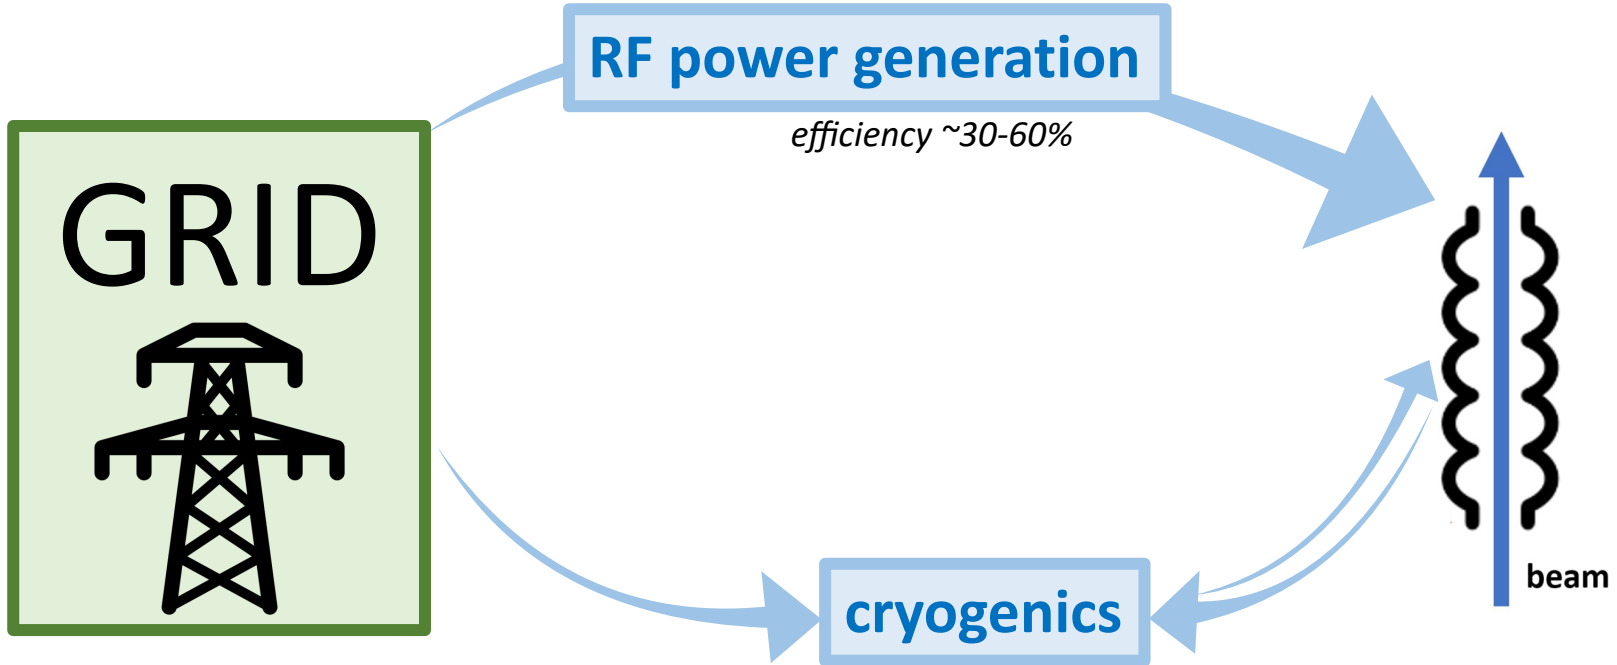 RF power generation
efficiency ~30-60%
GRID
beam
cryogenics